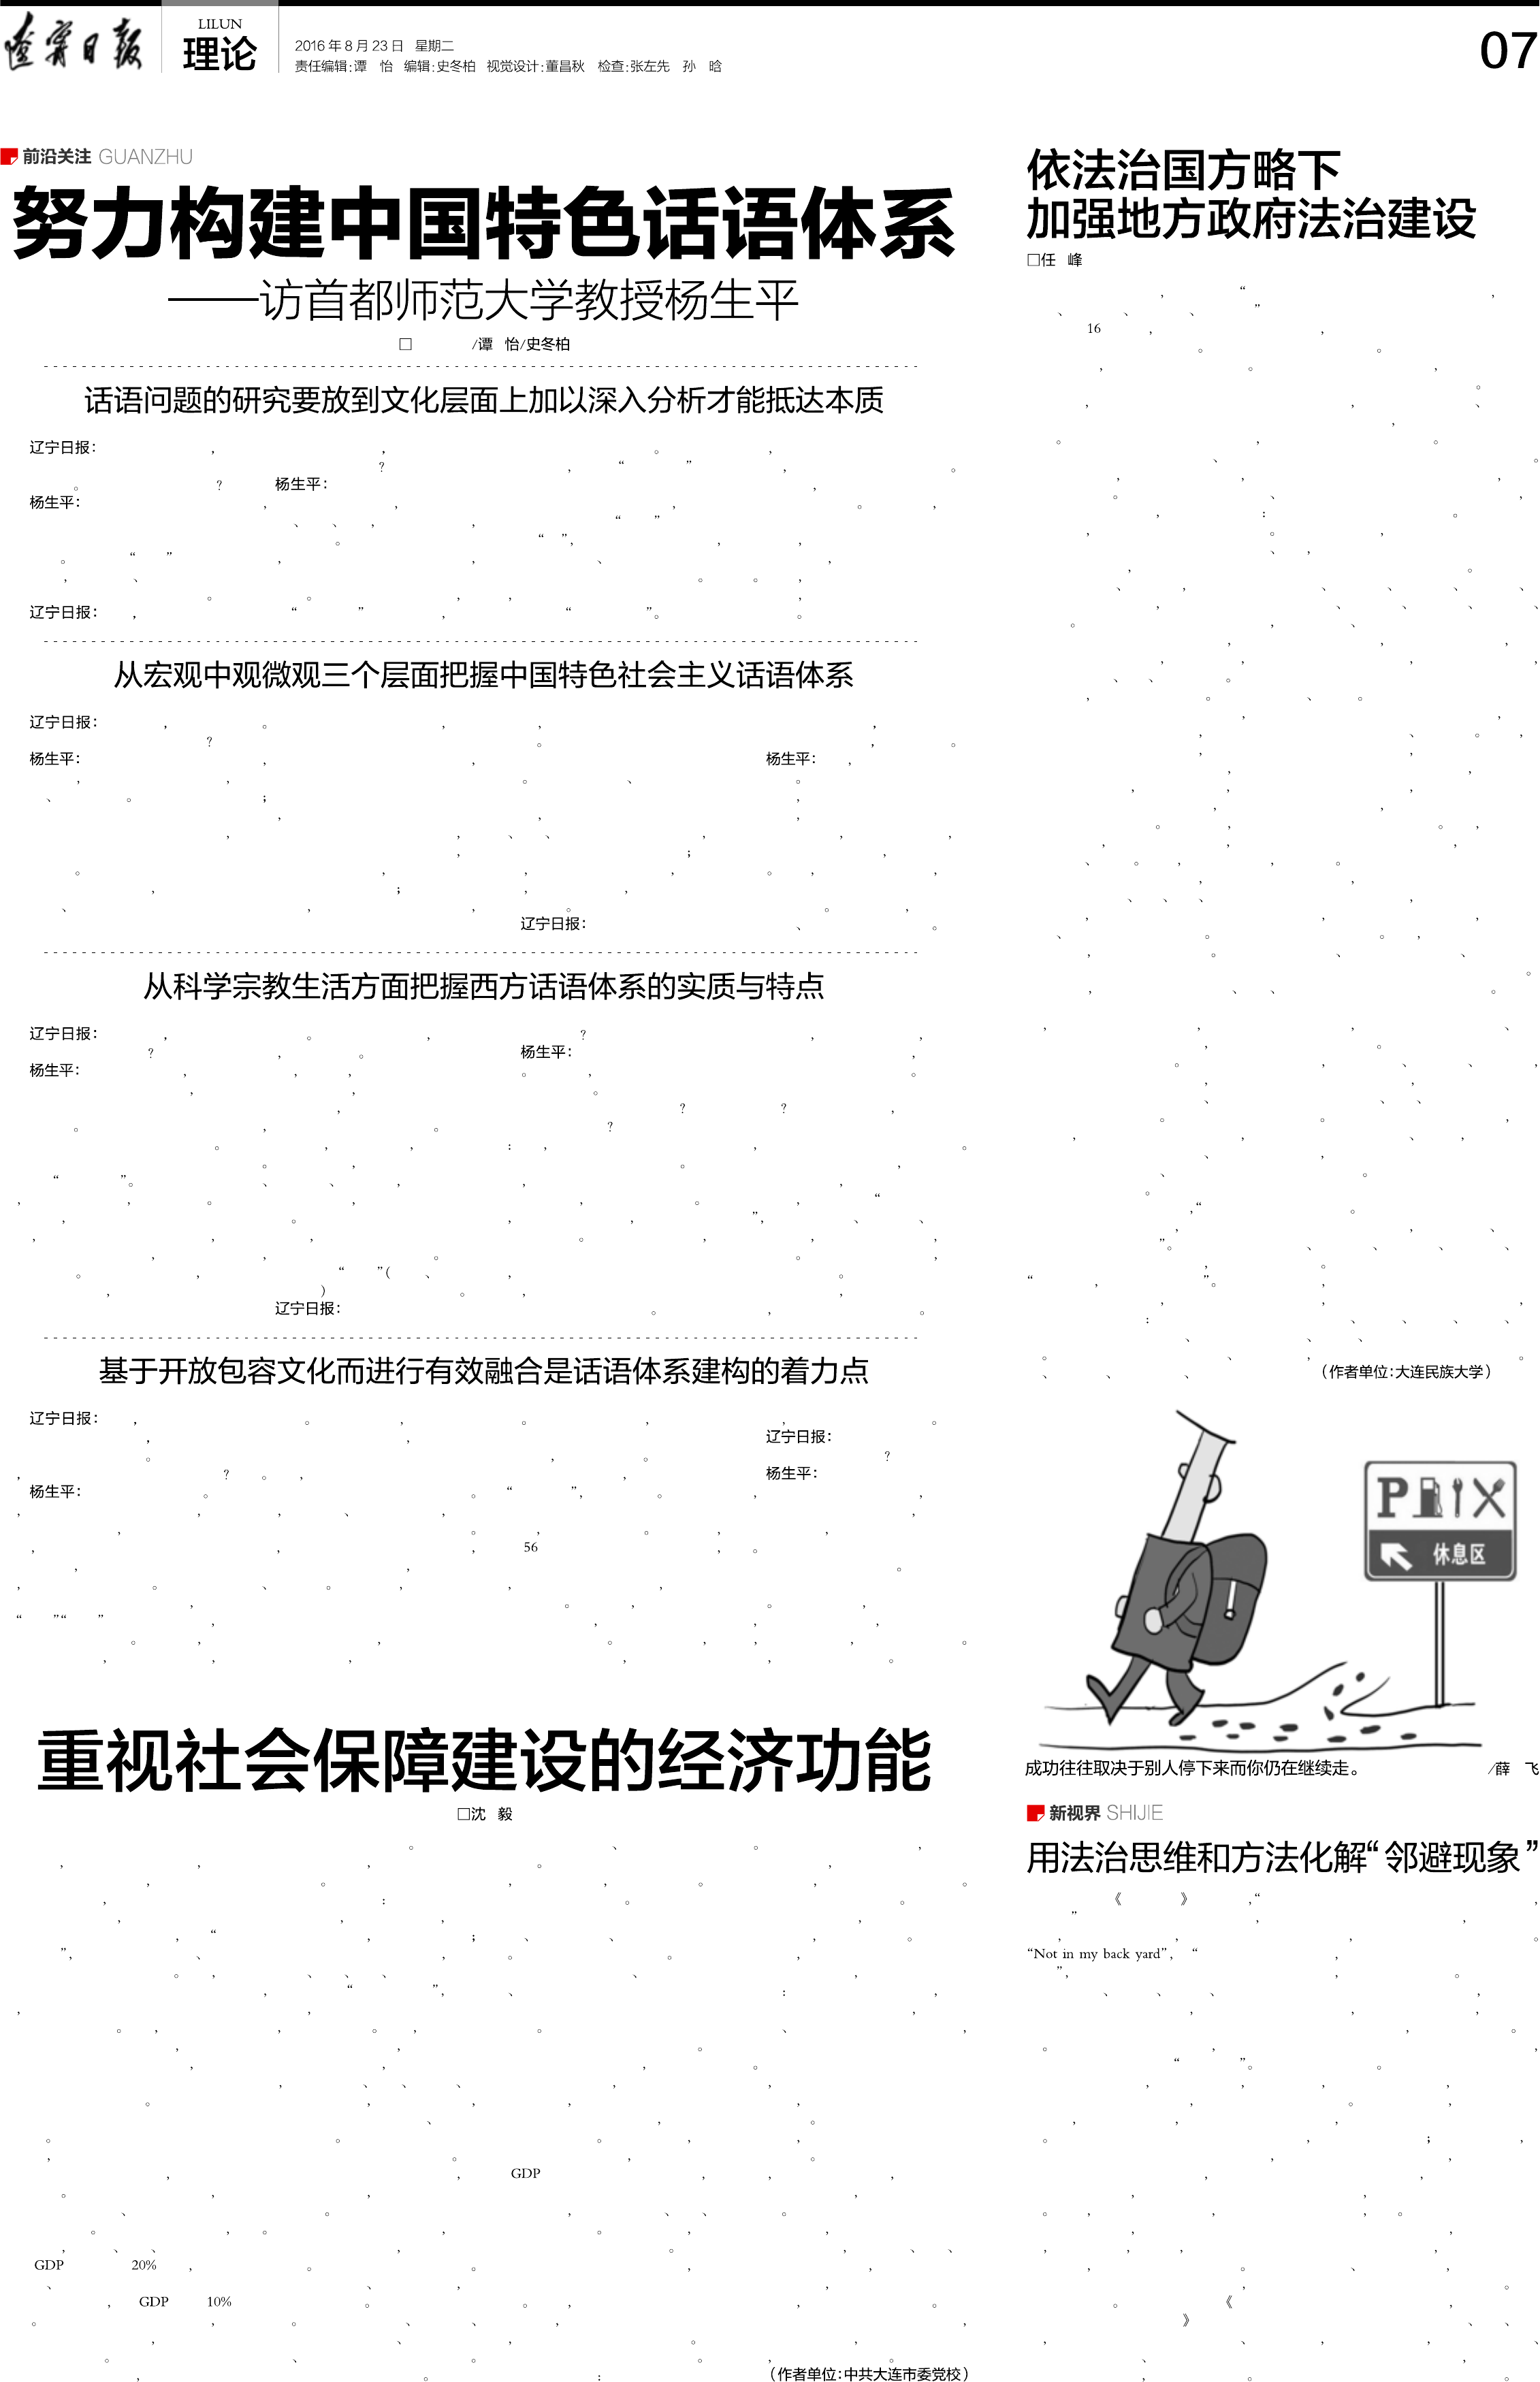 辽宁日报
LILUN
理论
2016年8月23日 星期二
责任编辑:谭 怡 编辑:史冬柏 视觉设计:董昌秋 检查:张左先 孙 晗
07
前沿关注 GUANZHU
努力构建中国特色话语体系
——访首都师范大学教授杨生平
□ /谭 怡/史冬柏
话语问题的研究要放到文化层面上加以深入分析才能抵达本质
辽宁日报:
杨生平:
杨生平:
辽宁日报:
从宏观中观微观三个层面把握中国特色社会主义话语体系
辽宁日报:
杨生平:
辽宁日报:
杨生平:
从科学宗教生活方面把握西方话语体系的实质与特点
辽宁日报:
杨生平:
辽宁日报:
杨生平:
基于开放包容文化而进行有效融合是话语体系建构的着力点
辽宁日报:
杨生平:
56
辽宁日报:
杨生平:
重视社会保障建设的经济功能
□沈 毅
GDP 20%
GDP 10%
GDP
(作者单位:中共大连市委党校)
依法治国方略下
加强地方政府法治建设
□任 峰
16
(作者单位:大连民族大学)
P
休息区
成功往往取决于别人停下来而你仍在继续走。 /薛 飞
新视界 SHIJIE
用法治思维和方法化解“邻避现象”
“Not in my back yard”,